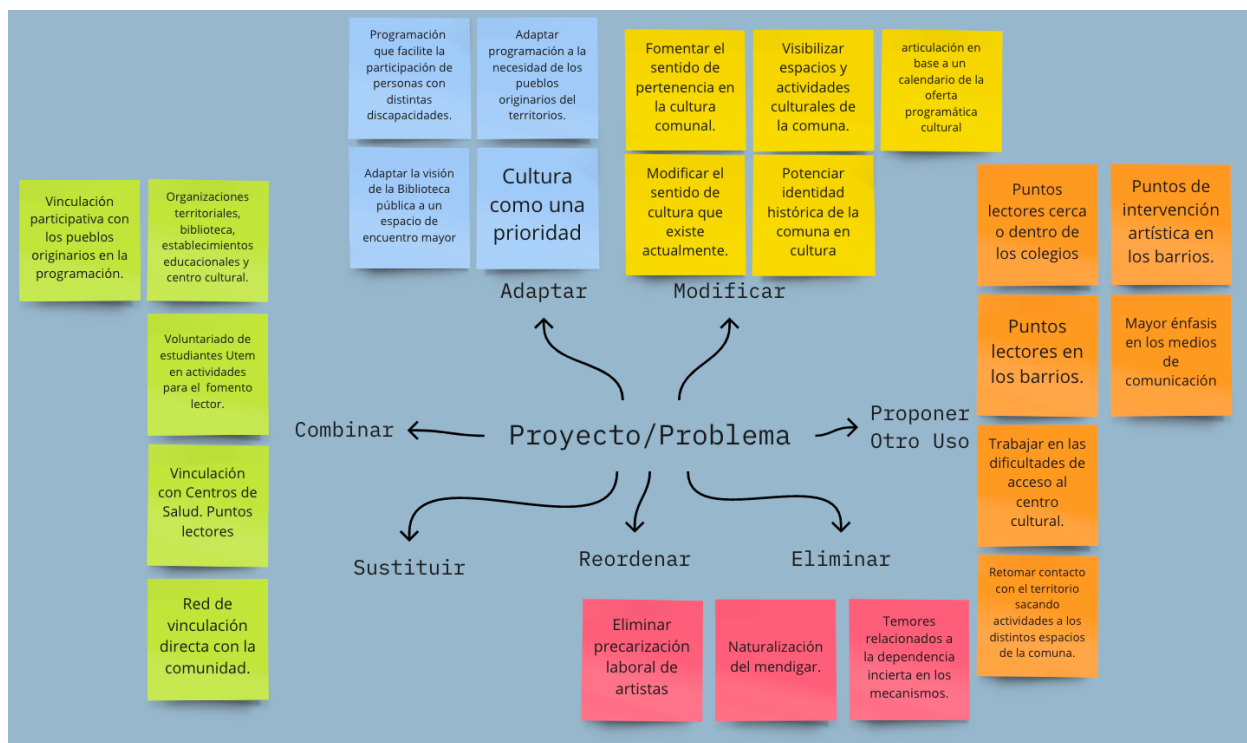 Programación
que facilite la
participación de
personas con
distintas
discapacidades.
Adaptar
programación a la
necesidad de los
pueblos
originarios del
territorios.
Adaptar la visión
de la Biblioteca
pública a un
espacio de
encuentro mayor
Cultura
como una
prioridad
Adaptar
Fomentar el
sentido de
pertenencia en
la cultura
comunal.
Visibilizar
espacios y
actividades
culturales de
la comuna.
articulación en
base a un
calendario de la
oferta
programática
cultural
Modificar el
sentido de
cultura que
existe
actualmente.
Potenciar
identidad
histórica de la
comuna en
cultura
Modificar
Vinculación
participativa con
los pueblos
originarios en la
programación.
Organizaciones
territoriales,
biblioteca,
establecimientos
educacionales y
centro cultural.
Voluntariado de
estudiantes Utem
en actividades
para el fomento
lector.
Vinculación
con Centros de
Salud. Puntos
lectores
Red de
vinculación
directa con la
comunidad.
Combinar
Proyecto/Problema
Proponer
Otro Uso
Puntos
lectores cerca
o dentro de
los colegios
Puntos de
intervención
artística en
los barrios.
Puntos
lectores en
los barrios.
Mayor énfasis
en los medios
de
comunicación
Trabajar en las
dificultades de
acceso al
centro
cultural.
Retomar contacto
con el territorio
sacando
actividades a los
distintos espacios
de la comuna.
Sustituir
Reordenar
Eliminar
Eliminar
precarización
laboral de
artistas
Naturalización
del mendigar.
Temores
relacionados a
la dependencia
incierta en los
mecanismos.